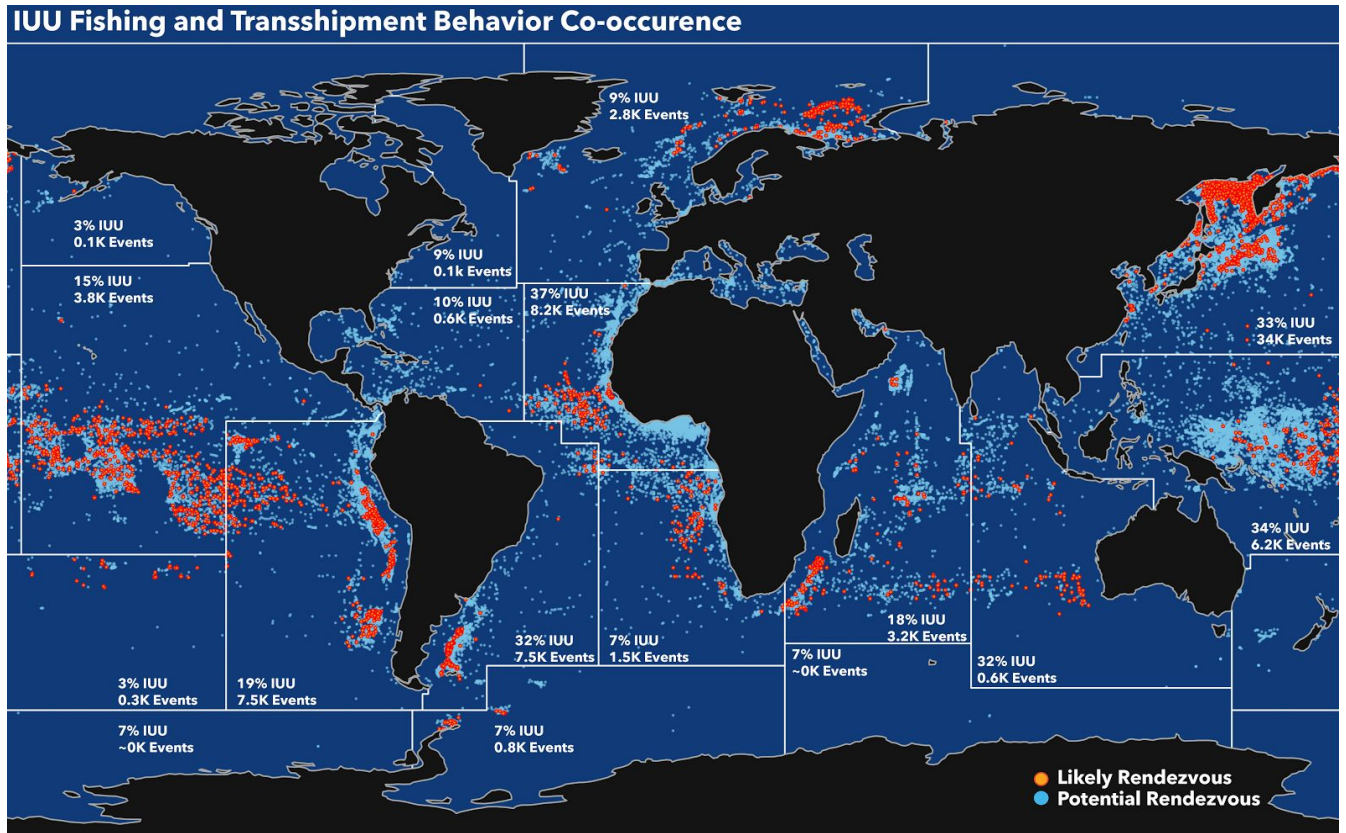 IUU Fishing and Transshipment Behavior Co-occurence
9% IUU
2.8K Events
3% IUU
0.1K Events
9% IUU
0.1k Events
15% IUU
3.8K Events
10% IUU
0.6K Events
37% IUU
8.2K Events
33% IUU
34K Events
34% IUU
6.2K Events
18% IUU
3.2K Events
32% IUU
7.5K Events
7% IUU
1.5K Events
7% IUU
~0K Events
32% IUU
0.6K Events
3% IUU
0.3K Events
19% IUU
7.5K Events
7% IUU
~0K Events
7% IUU
0.8K Events
Likely Rendezvous
Potential Rendezvous